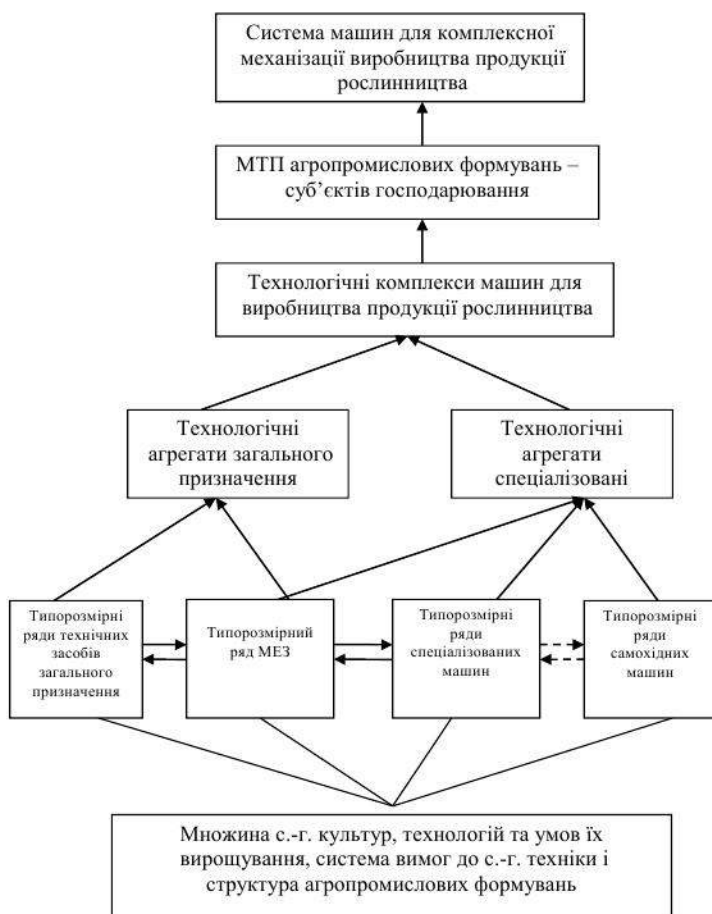 Система машин для комплексної
механізації виробництва продукції
рослинництва
МТП агропромислових формувань –
суб’єктів господарювання
Технологічні комплекси машин для
виробництва продукції рослинництва
Технологічні
агрегати загального
призначення
Технологічні
агрегати
спеціалізовані
Типорозмірні
ряди технічних
засобів
загального
призначення
Типорозмірний
ряд МЕЗ
Типорозмірні
ряди
спеціалізованих
машин
Типорозмірні
ряди
самохідних
машин
Множина с.-г. культур, технологій та умов їх
вирощування, система вимог до с.-г. техніки і
структура агропромислових формувань